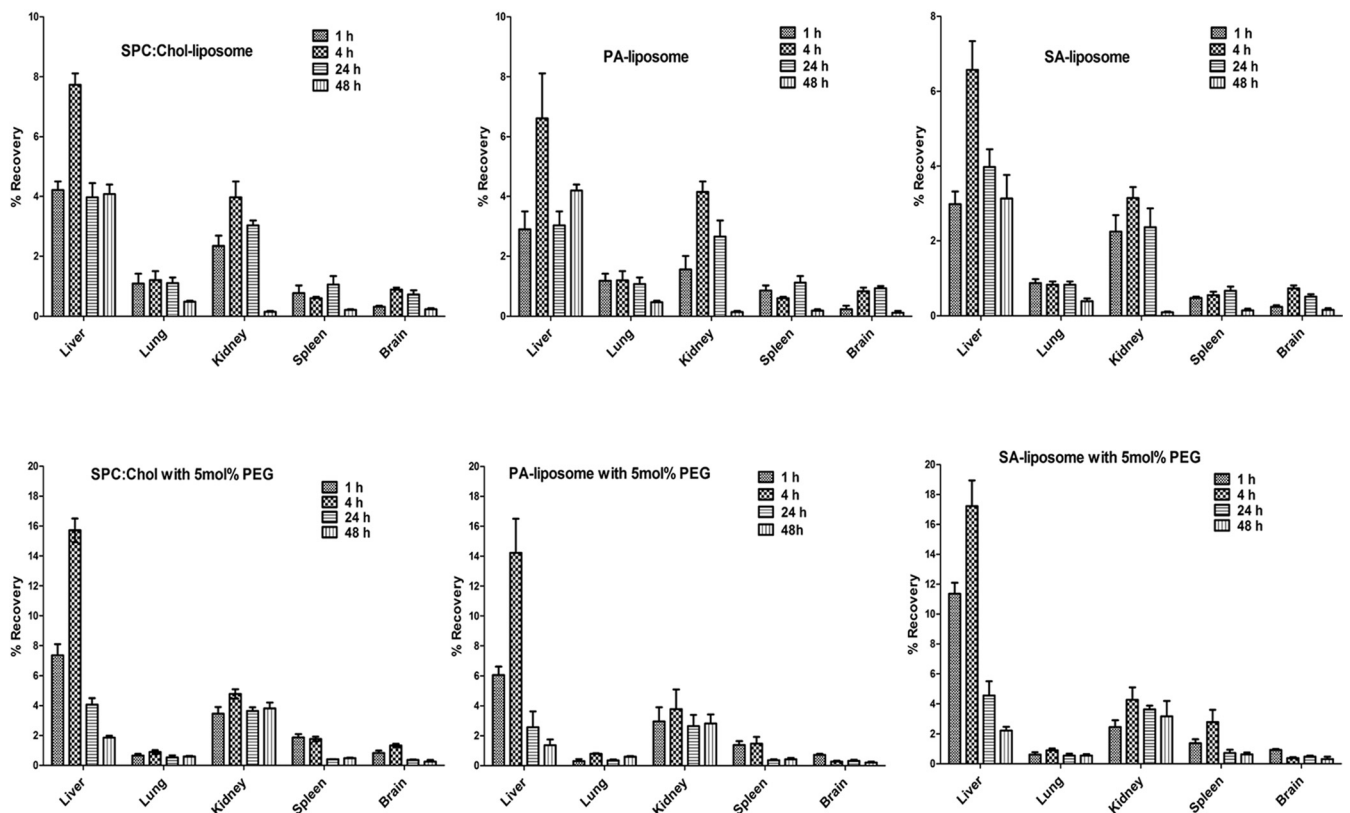 SPC:Chol-liposome
1 h
4 h
24 h
48 h
% Recovery
10
8
6
4
2
0
Liver
Lung
Kidney
Spleen
Brain
PA-liposome
1 h
4 h
24 h
48 h
% Recovery
10
8
6
4
2
0
Liver
Lung
Kidney
Spleen
Brain
SA-liposome
1 h
4 h
24 h
48 h
% Recovery
8
6
4
2
0
Liver
Lung
Kidney
Spleen
Brain
SPC:Chol with 5mol% PEG
1 h
4 h
24 h
48 h
% Recovery
20
18
16
14
12
10
8
6
4
2
0
Liver
Lung
Kidney
Spleen
Brain
PA-liposome with 5mol% PEG
1 h
4 h
24 h
48h
% Recovery
20
18
16
14
12
10
8
6
4
2
0
Liver
Lung
Kidney
Spleen
Brain
SA-liposome with 5mol% PEG
1 h
4 h
24 h
48 h
% Recovery
20
18
16
14
12
10
8
6
4
2
0
Liver
Lung
Kidney
Spleen
Brain